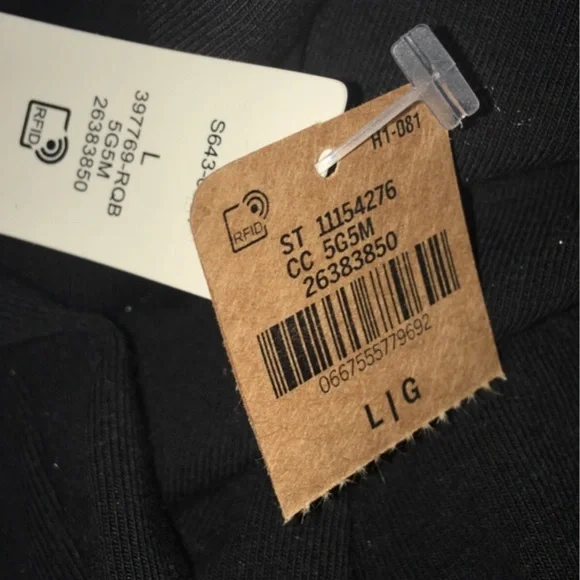 S643-
L
397769-RQB
5G5M
26383850
RFID
H1-081
RFID
ST 11154276
CC 5G5M
26383850
0667555779692
L|G